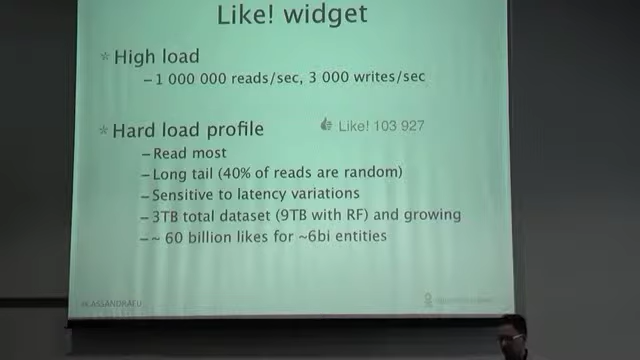 Like! widget
* High load
– 1 000 000 reads/sec, 3 000 writes/sec
* Hard load profile
Like! 103 927
– Read most
– Long tail (40% of reads are random)
– Sensitive to latency variations
– 3TB total dataset (9TB with RF) and growing
– ~ 60 billion likes for ~6bi entities
#CASSANDRAEU